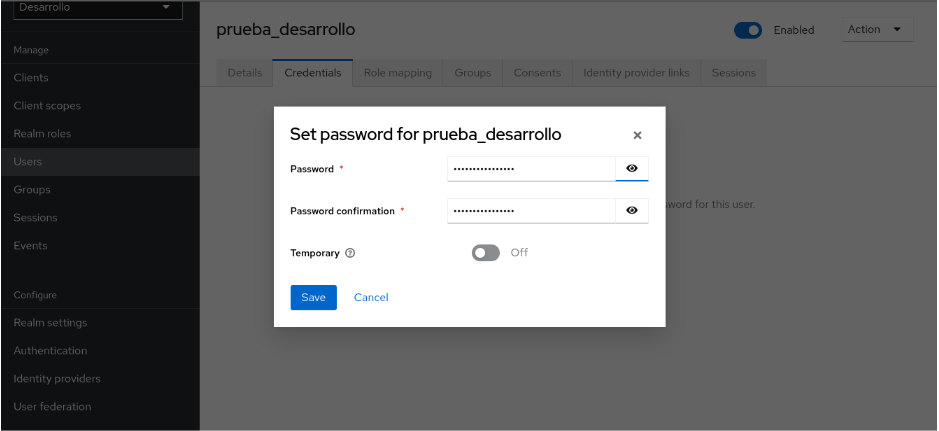 Desarrollo
Manage
Clients
Client scopes
Realm roles
Users
Groups
Sessions
Events
Configure
Realm settings
Authentication
Identity providers
User federation
prueba_desarrollo
Enabled
Action
Details Credentials Role mapping Groups Consents Identity provider links Sessions
Set password for prueba_desarrollo
Password *
Password confirmation *
Temporary
Off
Save Cancel
for this user.